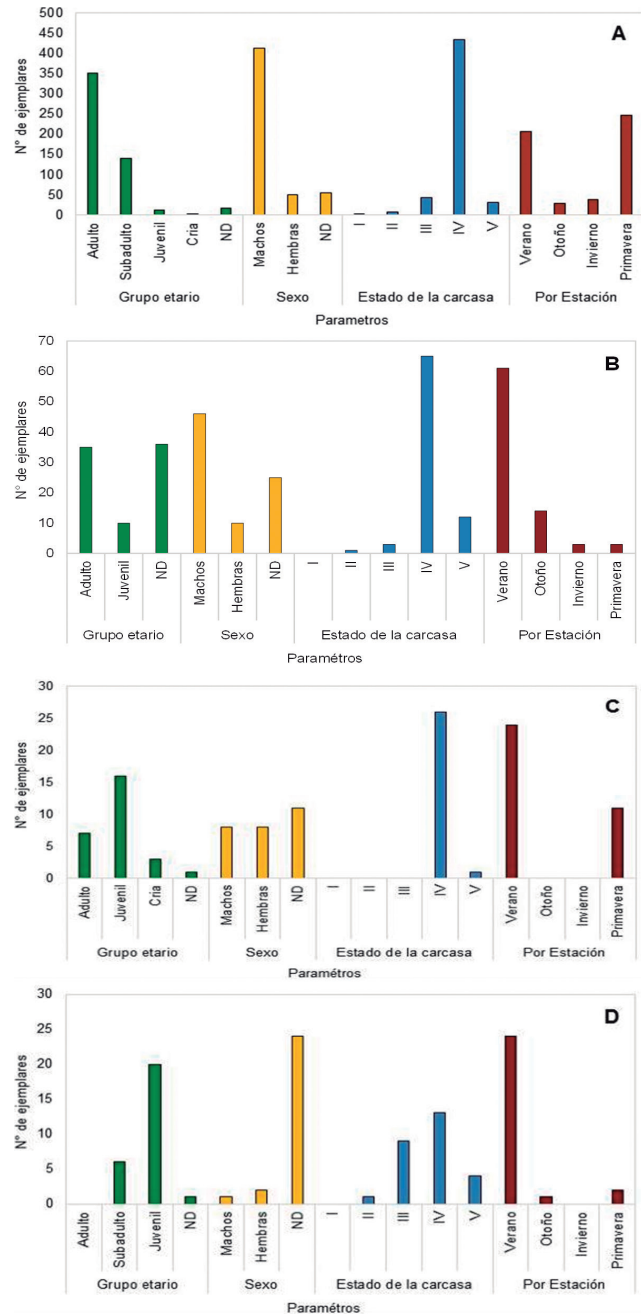 A
N° de ejemplares
500
450
400
350
300
250
200
150
100
50
0
Adulto Subadulto Juvenil Cría ND Machos Hembras ND I II III IV V Verano Otoño Invierno Primavera
Grupo etario Sexo Estado de la carcasa Por Estación
Parametros
B
N° de ejemplares
70
60
50
40
30
20
10
0
Adulto Juvenil ND Machos Hembras ND I II III IV V Verano Otoño Invierno Primavera
Grupo etario Sexo Estado de la carcasa Por Estación
Paramétros
C
N° de ejemplares
30
25
20
15
10
5
0
Adulto Juvenil Cría ND Machos Hembras ND I II III IV V Verano Otoño Invierno Primavera
Grupo etario Sexo Estado de la carcasa Por Estación
Paramétros
D
N° de ejemplares
30
25
20
15
10
5
0
Adulto Subadulto Juvenil ND Machos Hembras ND I II III IV V Verano Otoño Invierno Primavera
Grupo etario Sexo Estado de la carcasa Por Estación
Paramétros